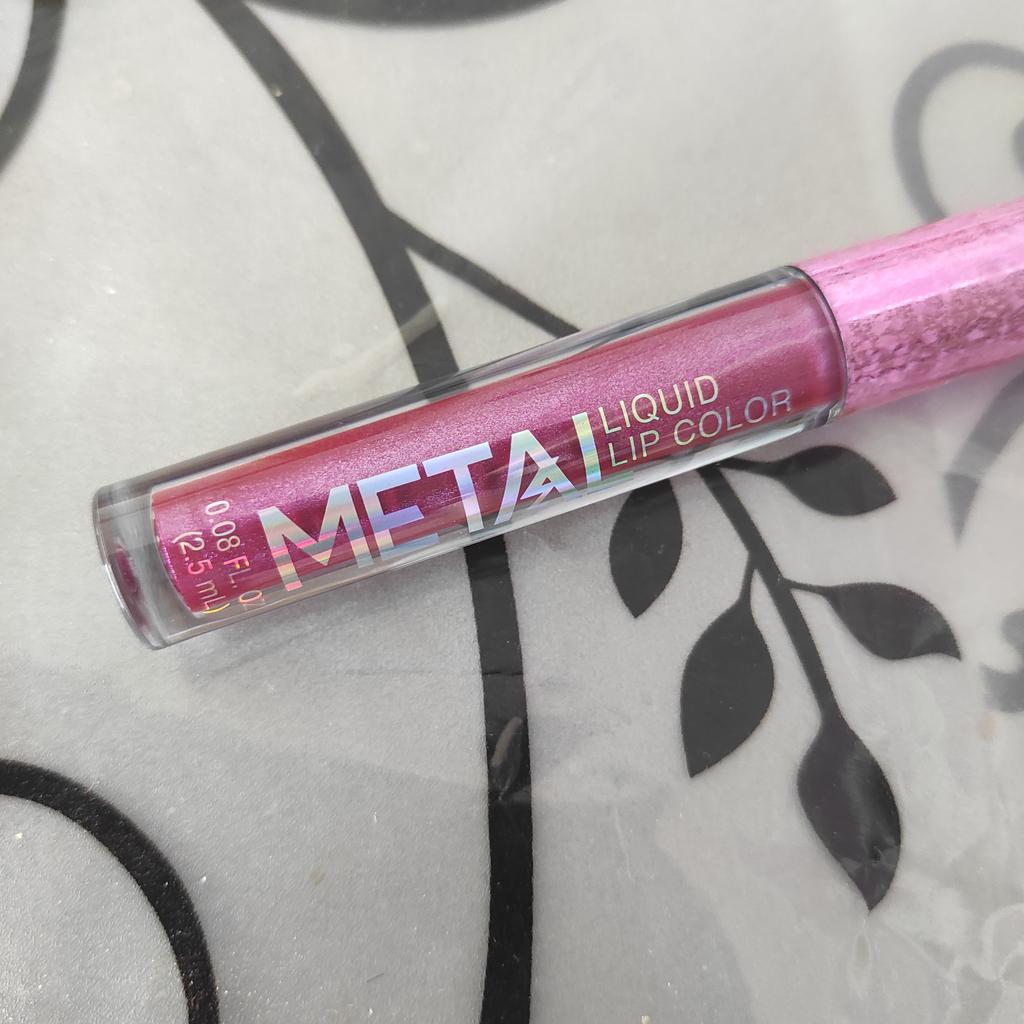 METAL
LIQUID
LIP COLOR
0.08 FL. OZ
(2.5 mL)